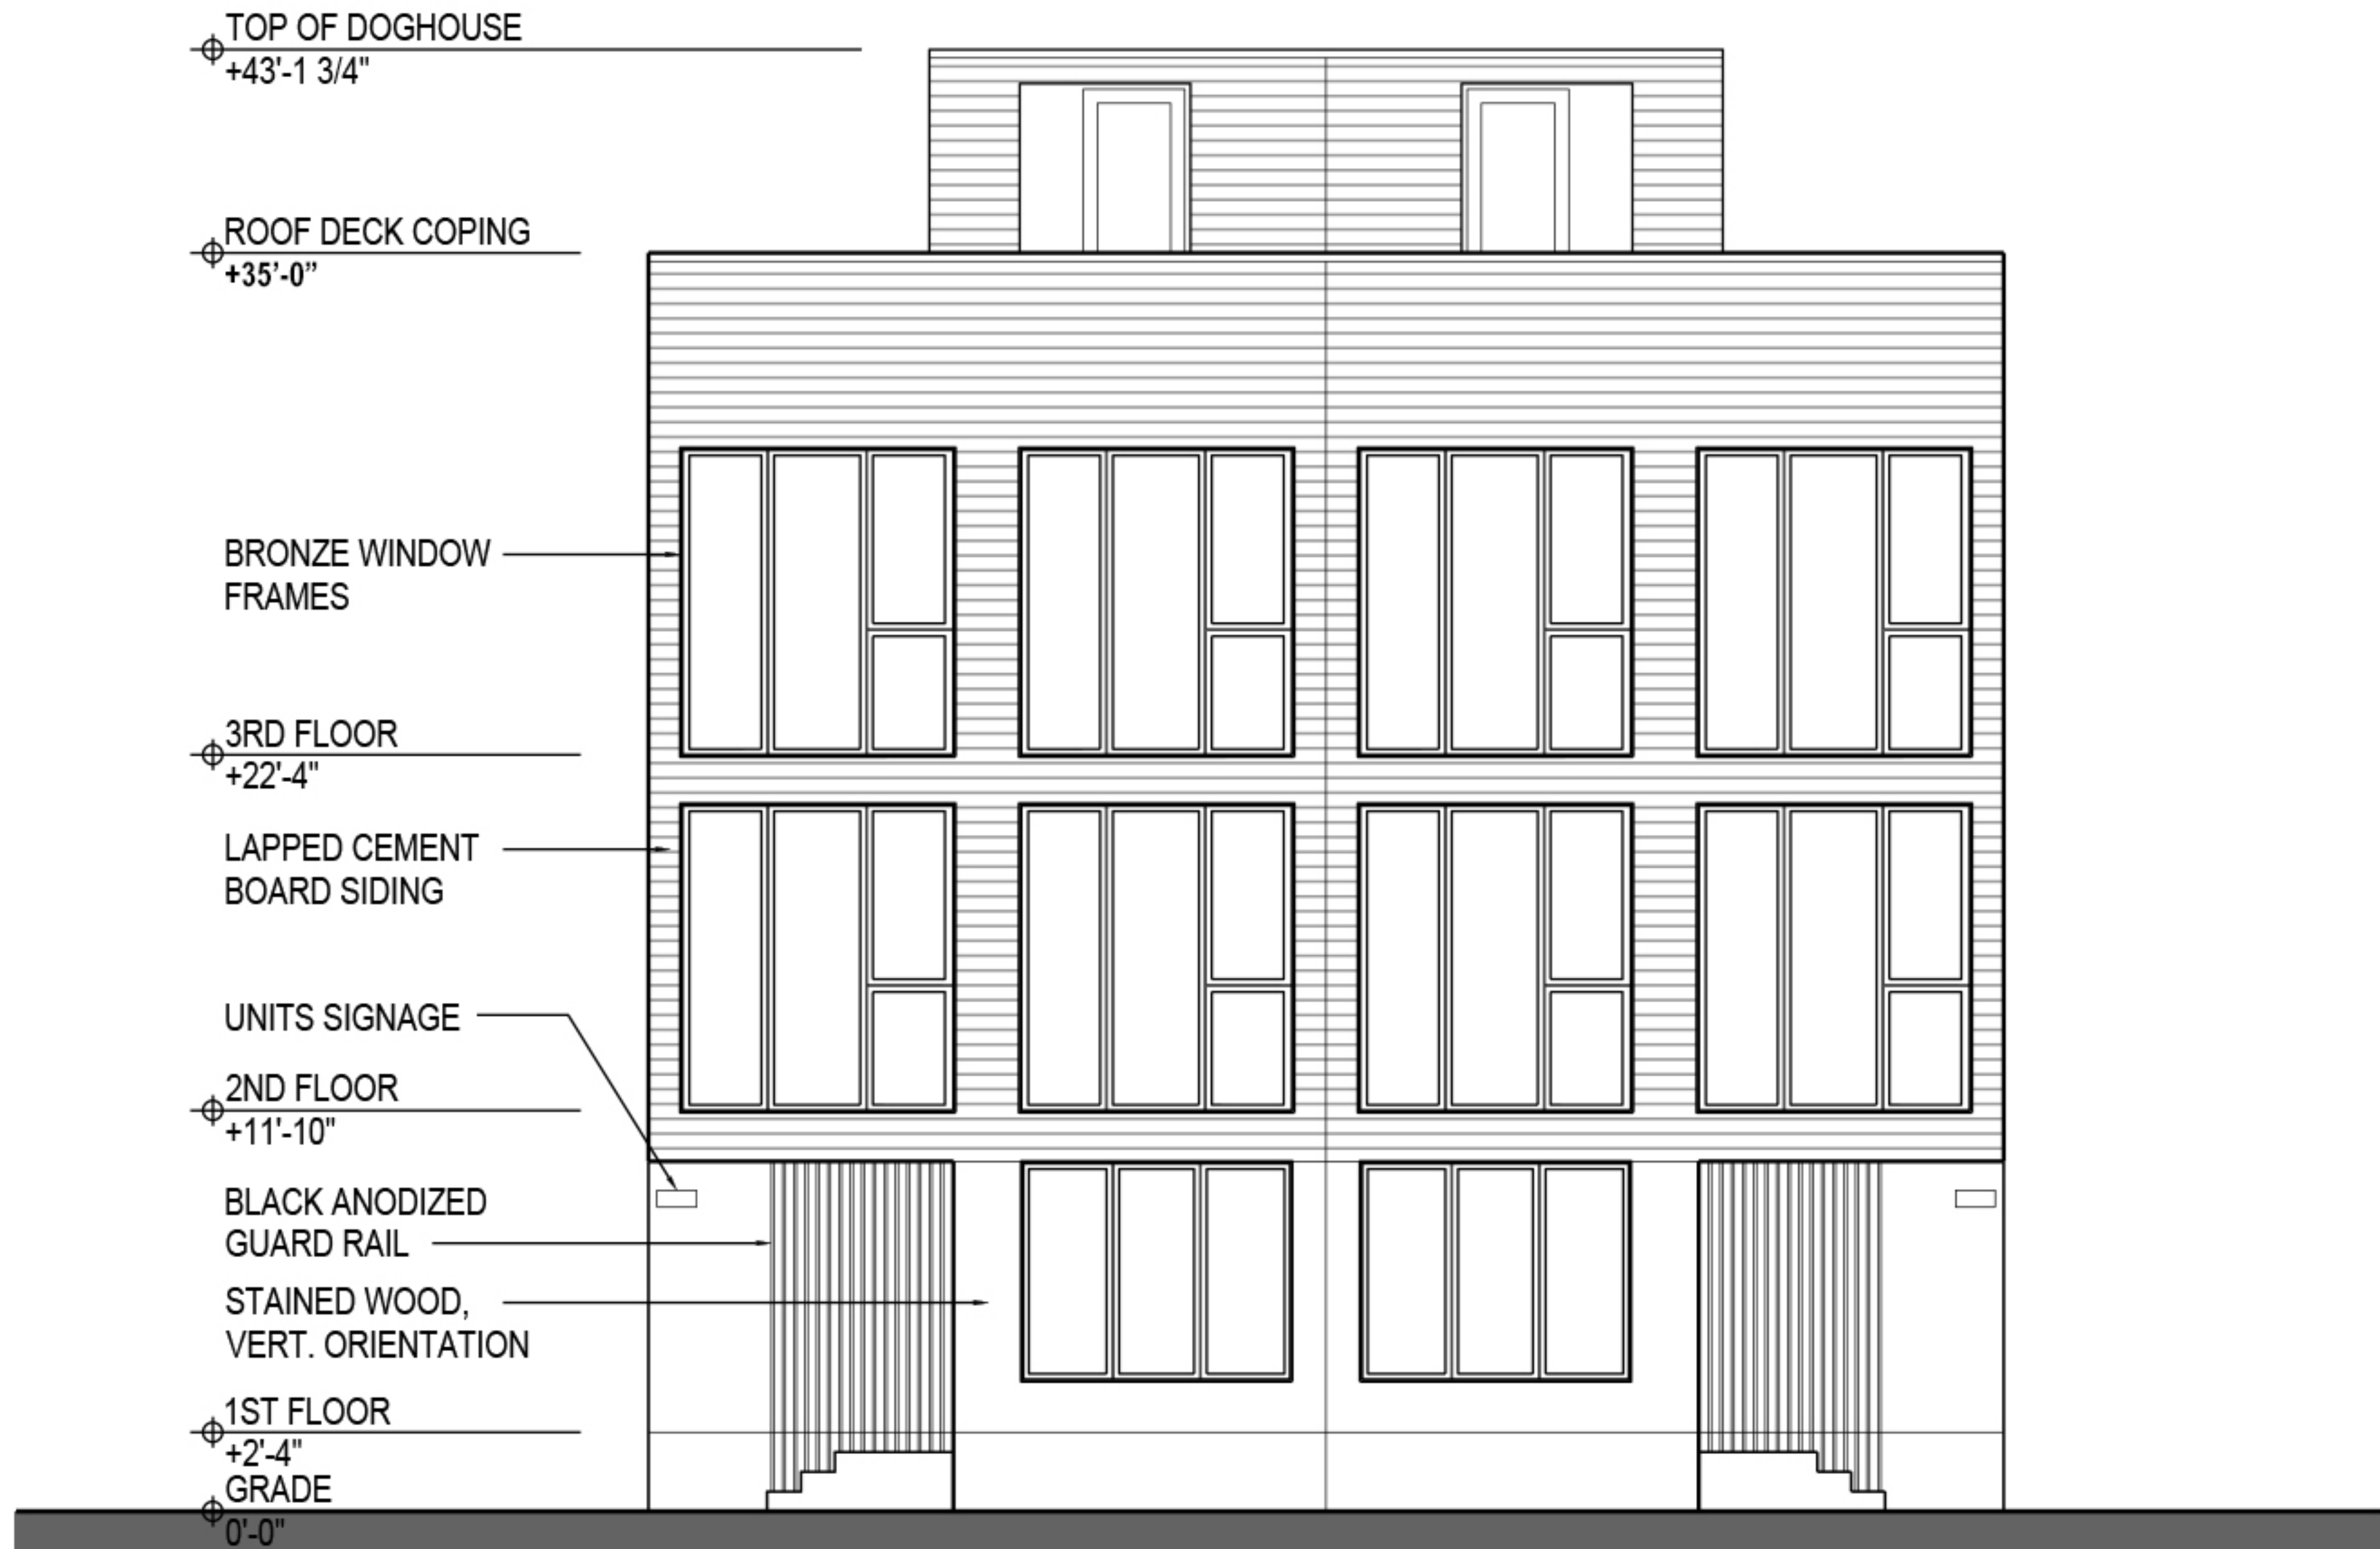 TOP OF DOGHOUSE
+43'-1 3/4"
ROOF DECK COPING
+35’-0”
BRONZE WINDOW
FRAMES
3RD FLOOR
+22'-4"
LAPPED CEMENT
BOARD SIDING
UNITS SIGNAGE
2ND FLOOR
+11'-10"
BLACK ANODIZED
GUARD RAIL
STAINED WOOD,
VERT. ORIENTATION
1ST FLOOR
+2'-4"
GRADE
0'-0"